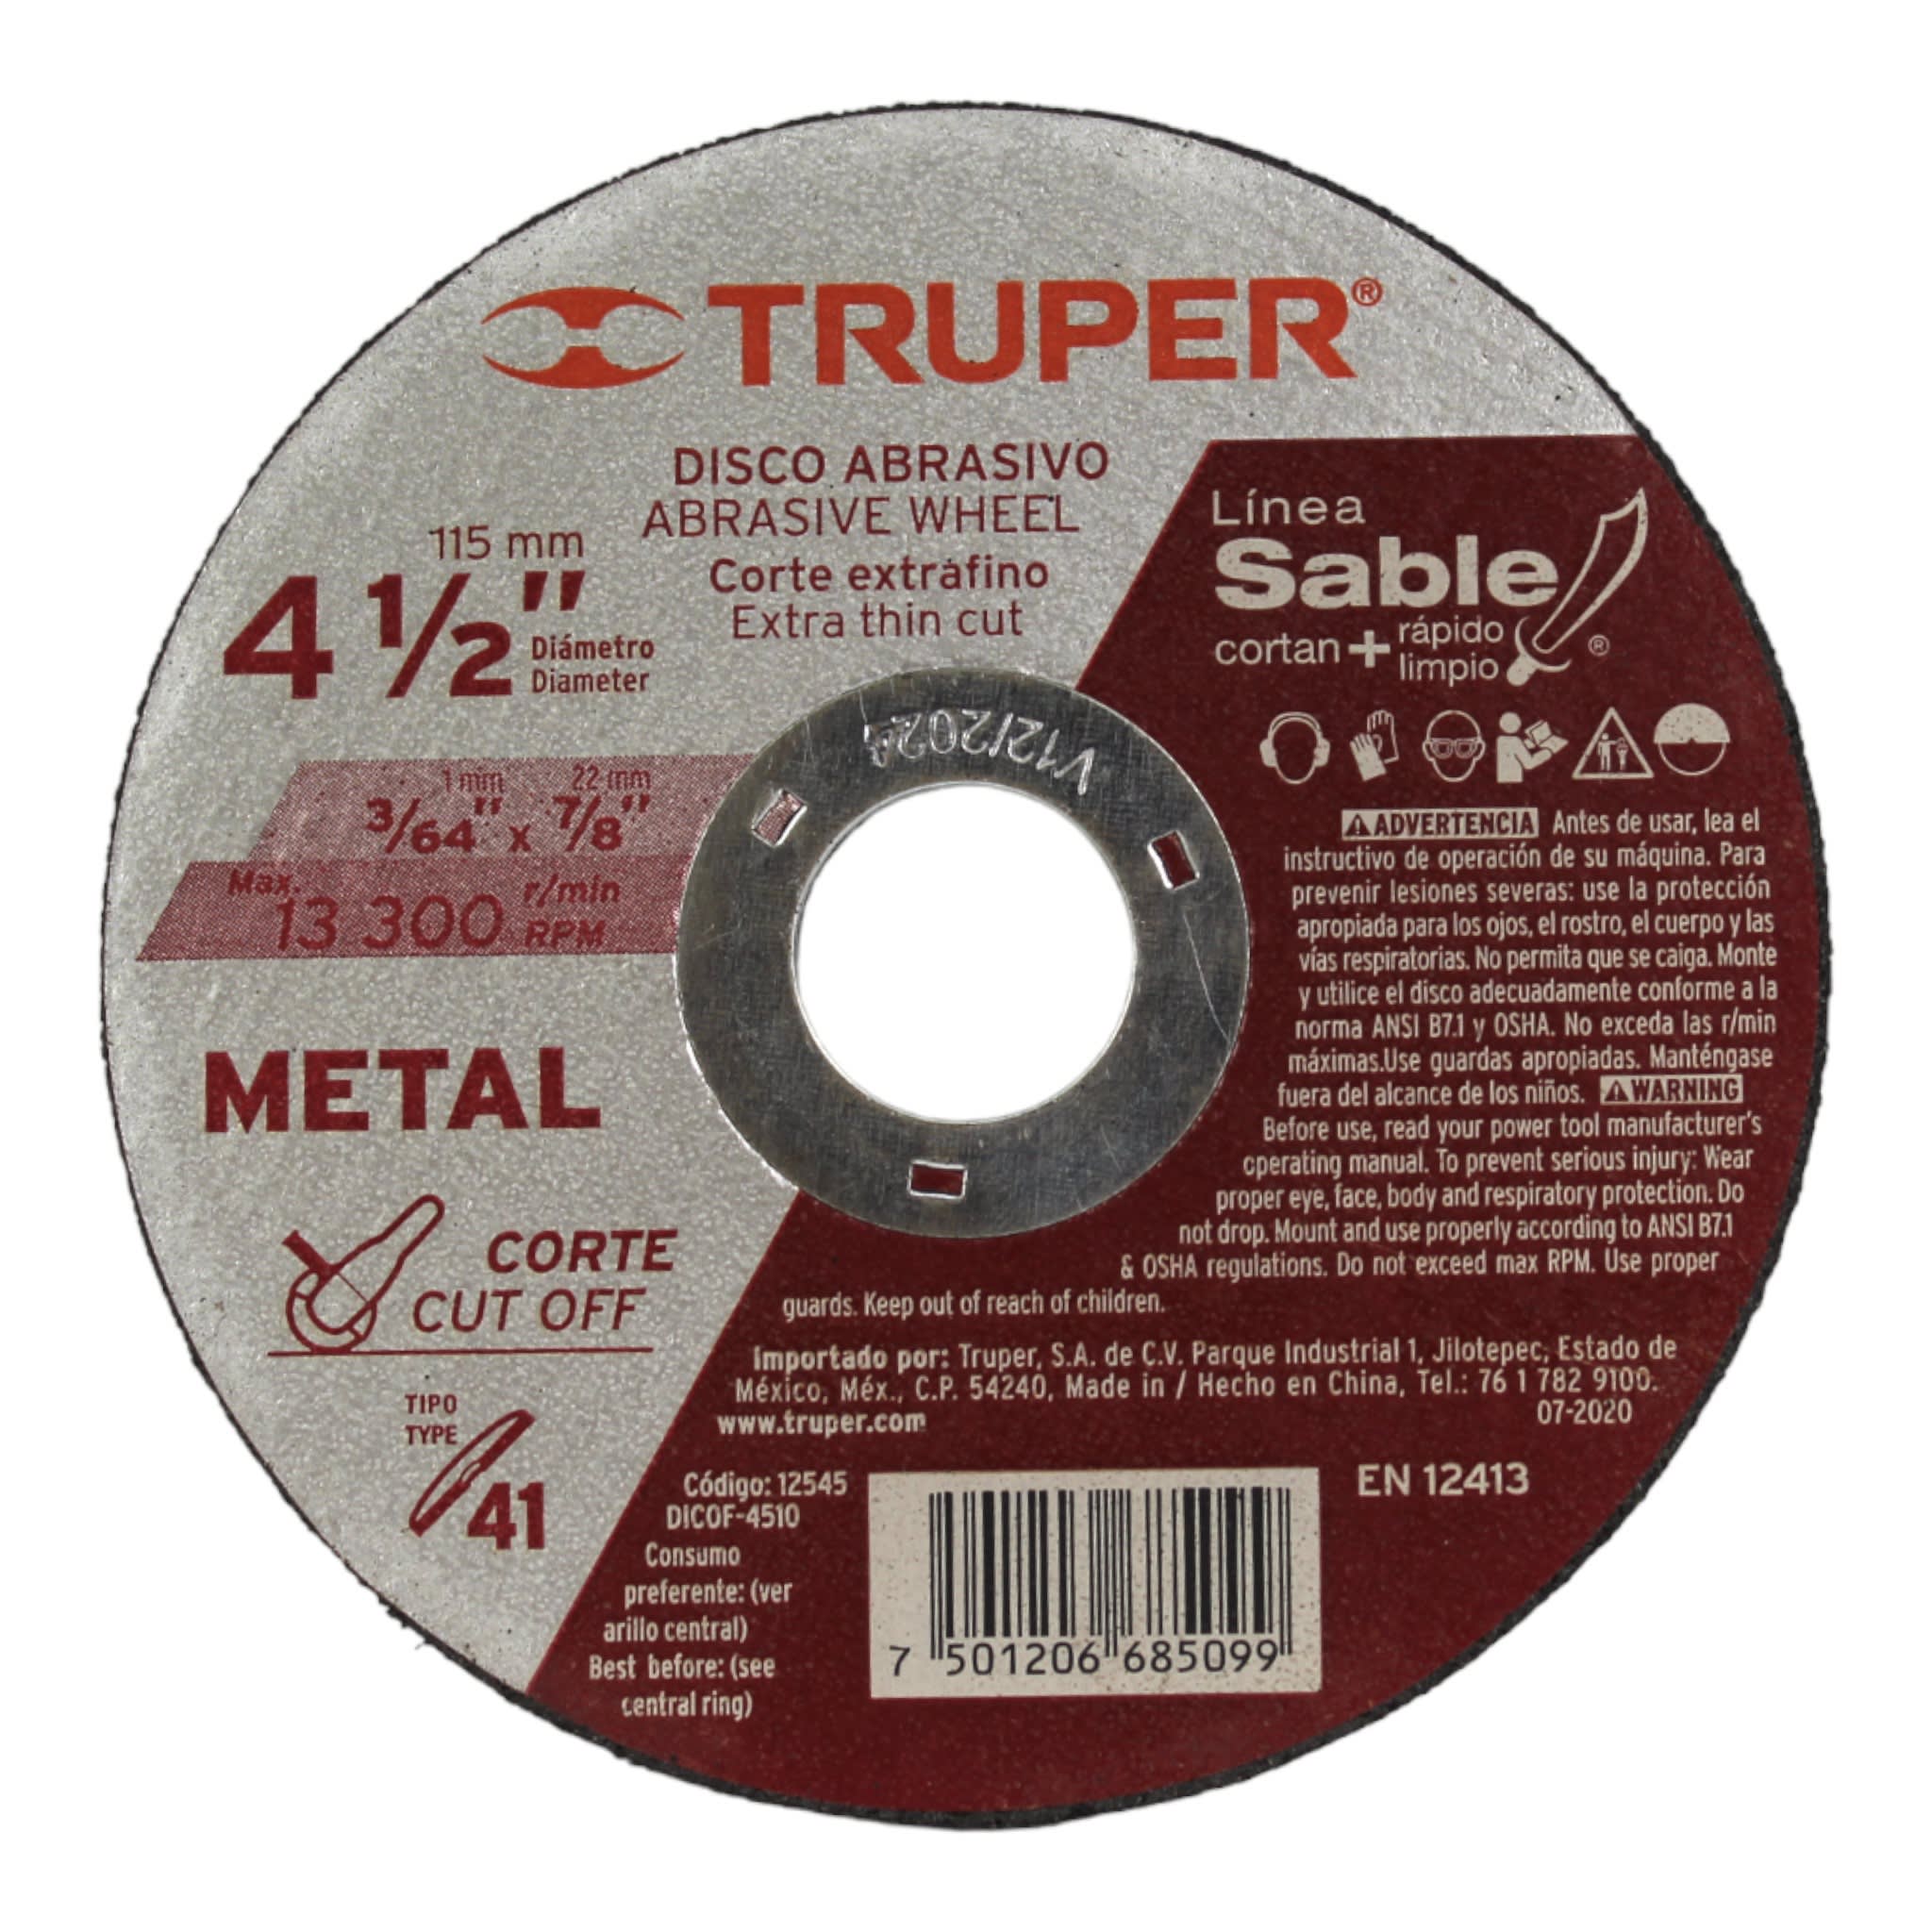 TRUPER®
DISCO ABRASIVO
ABRASIVE WHEEL
Corte extrafino
Extra thin cut
115 mm
4 1/2"
Diámetro
Diameter
1 mm 22 mm
3/64" x 7/8"
Max.
13 300 r/min
RPM
METAL
CORTE
CUT OFF
TIPO
TYPE
41
V12/2024
Línea
Sable
cortan + rápido
limpio ®
ADVERTENCIA Antes de usar, lea el
instructivo de operación de su máquina. Para
prevenir lesiones severas: use la protección
apropiada para los ojos, el rostro, el cuerpo y las
vías respiratorias. No permita que se caiga. Monte
y utilice el disco adecuadamente conforme a la
norma ANSI B7.1 y OSHA. No exceda las r/min
máximas.Use guardas apropiadas. Manténgase
fuera del alcance de los niños. WARNING
Before use, read your power tool manufacturer's
operating manual. To prevent serious injury: Wear
proper eye, face, body and respiratory protection. Do
not drop. Mount and use properly according to ANSI B7.1
& OSHA regulations. Do not exceed max RPM. Use proper
guards. Keep out of reach of children.
Importado por: Truper, S.A. de C.V. Parque Industrial 1, Jilotepec, Estado de
México, Méx., C.P. 54240, Made in / Hecho en China, Tel.: 76 1 782 9100.
www.truper.com
07-2020
Código: 12545
DICOF-4510
Consumo
preferente: (ver
arillo central)
Best before: (see
central ring)
7 501206 685099
EN 12413